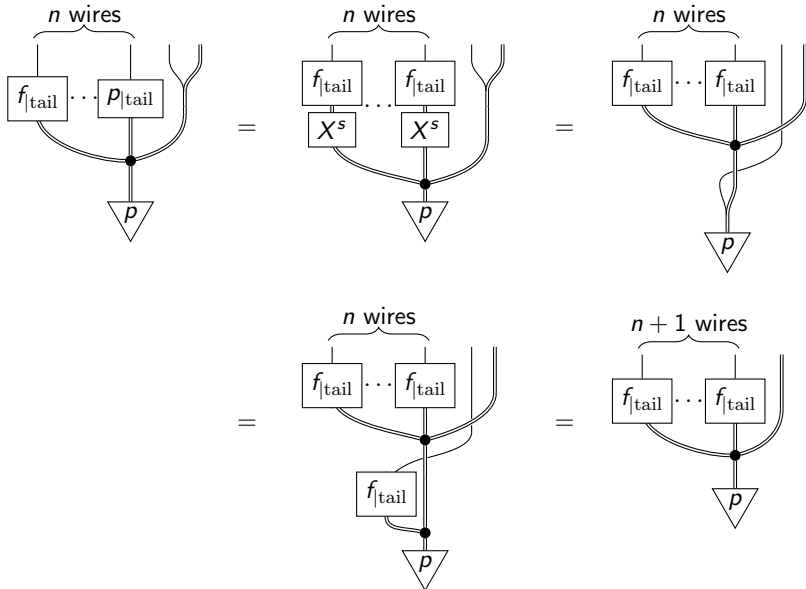 n wires n wires n wires
f|tail ··· p|tail f|tail ··· f|tail f|tail ··· f|tail
= X^s X^s =
p p p
n wires n + 1 wires
f|tail ··· f|tail f|tail ··· f|tail
= =
f|tail p
p